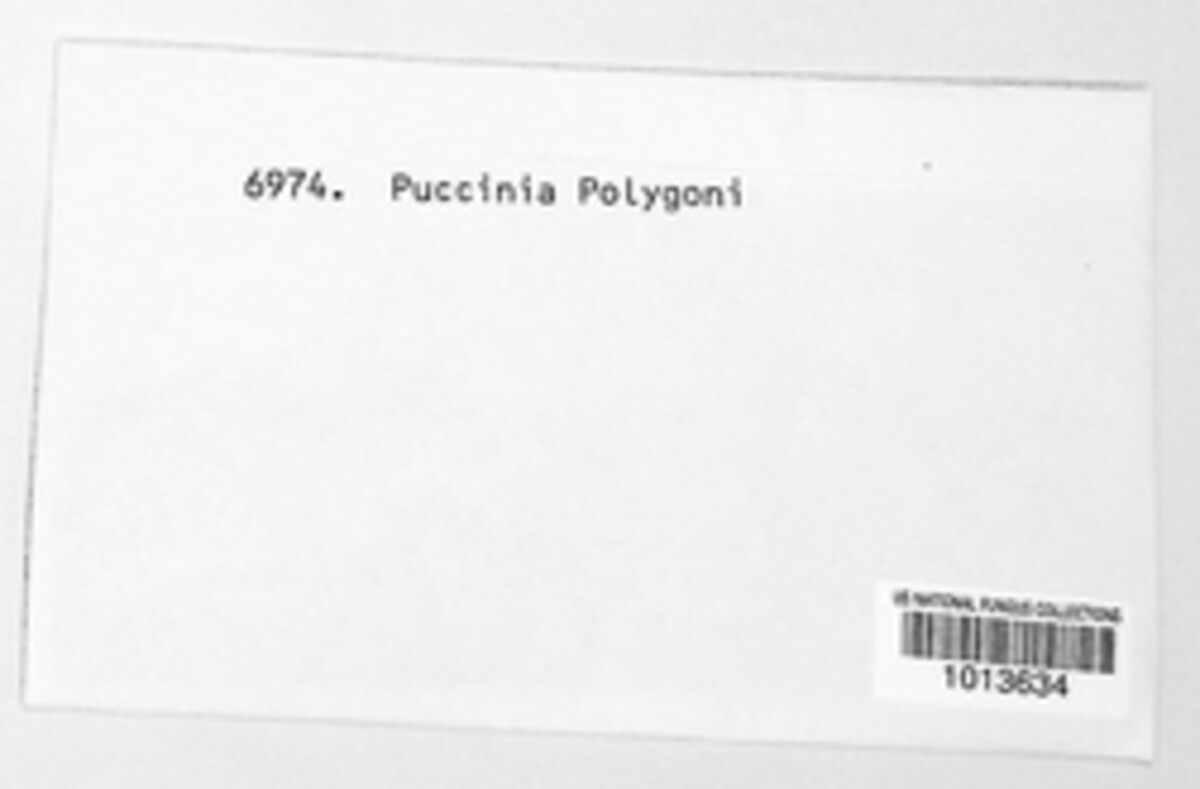 6974. Puccinia Polygoni
US NATIONAL FUNGUS COLLECTIONS
1013634